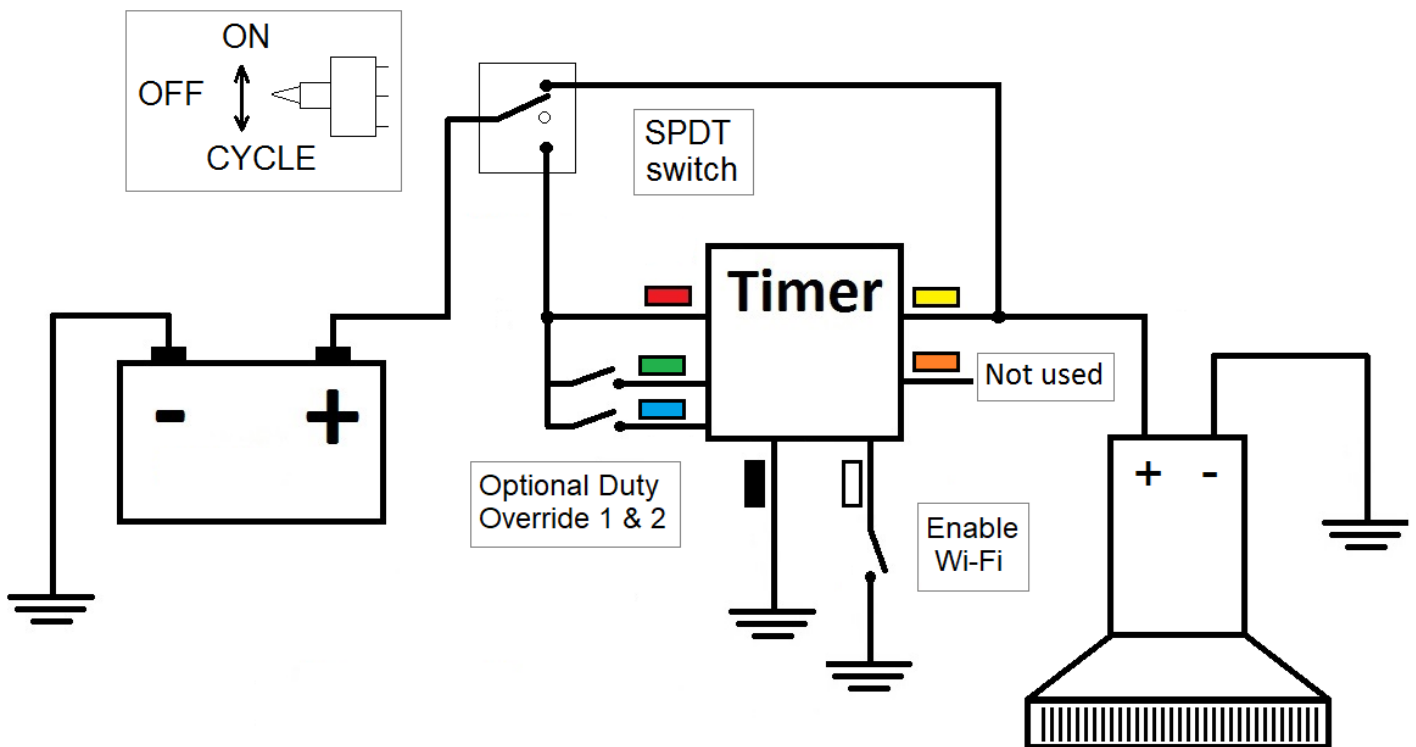 ON
OFF
CYCLE
SPDT
switch
Timer
Not used
- +
Optional Duty
Override 1 & 2
Enable
Wi-Fi
+ -